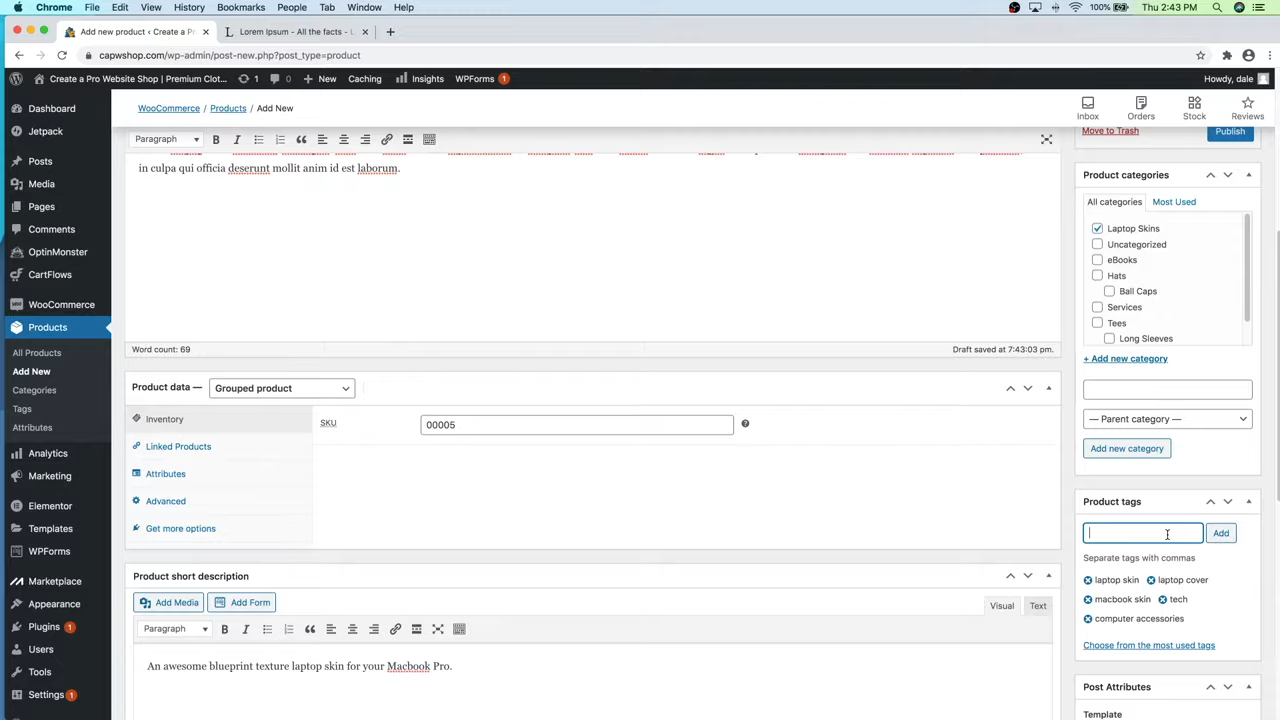 Chrome File Edit View History Bookmarks People Tab Window Help 100% Thu 2:43 PM
Add new product ‹ Create a Pr Lorem Ipsum - All the facts - L
capwshop.com/wp-admin/post-new.php?post_type=product
Create a Pro Website Shop | Premium Clot... 1 0 New Caching Insights WPForms 1 Howdy, dale
WooCommerce / Products / Add New
Inbox Orders Stock Reviews
Dashboard
Jetpack
Posts
Media
Pages
Comments
OptinMonster
CartFlows
WooCommerce
Products
All Products
Add New
Categories
Tags
Attributes
Analytics
Marketing
Elementor
Templates
WPForms
Marketplace
Appearance
Plugins 1
Users
Tools
Settings 1
Paragraph
in culpa qui officia deserunt mollit anim id est laborum.
Word count: 69 Draft saved at 7:43:03 pm.
Product data — Grouped product
Inventory
Linked Products
Attributes
Advanced
Get more options
SKU 00005
Product short description
Add Media Add Form Visual Text
Paragraph
An awesome blueprint texture laptop skin for your Macbook Pro.
Move to Trash Publish
Product categories
All categories Most Used
Laptop Skins
Uncategorized
eBooks
Hats
Ball Caps
Services
Tees
Long Sleeves
+ Add new category
— Parent category —
Add new category
Product tags
Add
Separate tags with commas
laptop skin laptop cover
macbook skin tech
computer accessories
Choose from the most used tags
Post Attributes
Template